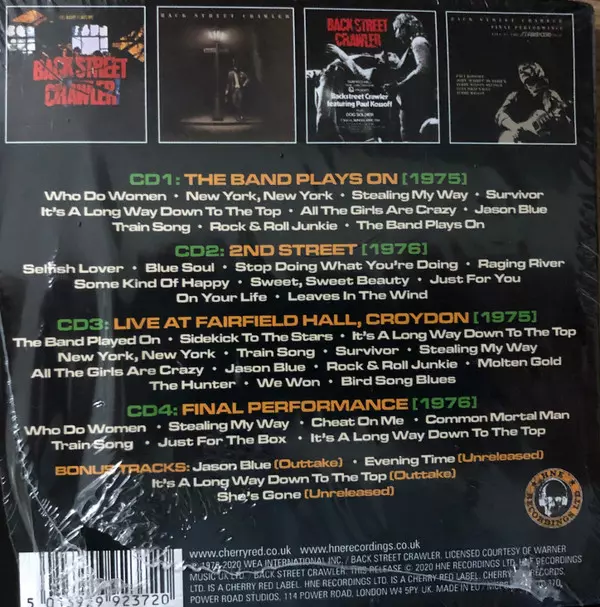 BACK STREET
CRAWLER
BACK STREET CRAWLER
BACK STREET
CRAWLER
Backstreet Crawler
featuring Paul Kossoff
BACK STREET CRAWLER
FINAL PERFORMANCE
CD1: THE BAND PLAYS ON [1975]
Who Do Women • New York, New York • Stealing My Way • Survivor
It's A Long Way Down To The Top • All The Girls Are Crazy • Jason Blue
Train Song • Rock & Roll Junkie • The Band Plays On
CD2: 2ND STREET [1976]
Selfish Lover • Blue Soul • Stop Doing What You're Doing • Raging River
Some Kind Of Happy • Sweet, Sweet Beauty • Just For You
On Your Life • Leaves In The Wind
CD3: LIVE AT FAIRFIELD HALL, CROYDON [1975]
The Band Played On • Sidekick To The Stars • It's A Long Way Down To The Top
New York, New York • Train Song • Survivor • Stealing My Way
All The Girls Are Crazy • Jason Blue • Rock & Roll Junkie • Molten Gold
The Hunter • We Won • Bird Song Blues
CD4: FINAL PERFORMANCE [1976]
Who Do Women • Stealing My Way • Cheat On Me • Common Mortal Man
Train Song • Just For The Box • It's A Long Way Down To The Top
BONUS TRACKS: Jason Blue (Outtake) • Evening Time (Unreleased)
It's A Long Way Down To The Top (Outtake)
She's Gone (Unreleased)
HNE
RECORDINGS LTD
www.cherryred.co.uk www.hnerecordings.co.uk
2020 WEA INTERNATIONAL INC. / BACK STREET CRAWLER. LICENSED COURTESY OF WARNER
MUSIC UK LTD / BACK STREET CRAWLER. THIS RELEASE © 2020 HNE RECORDINGS LTD.
LTD. IS A CHERRY RED LABEL. HNE RECORDINGS LTD. IS A CHERRY RED LABEL. CHERRY RECORDS,
POWER ROAD STUDIOS, 114 POWER ROAD, LONDON W4 5PY UK. MADE IN EU
923720